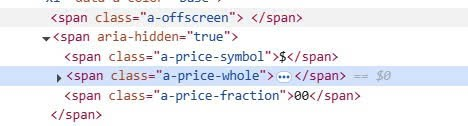 <span class="a-offscreen"> </span>
<span aria-hidden="true">
<span class="a-price-symbol">$</span>
<span class="a-price-whole">⋯</span> == $0
<span class="a-price-fraction">00</span>
</span>